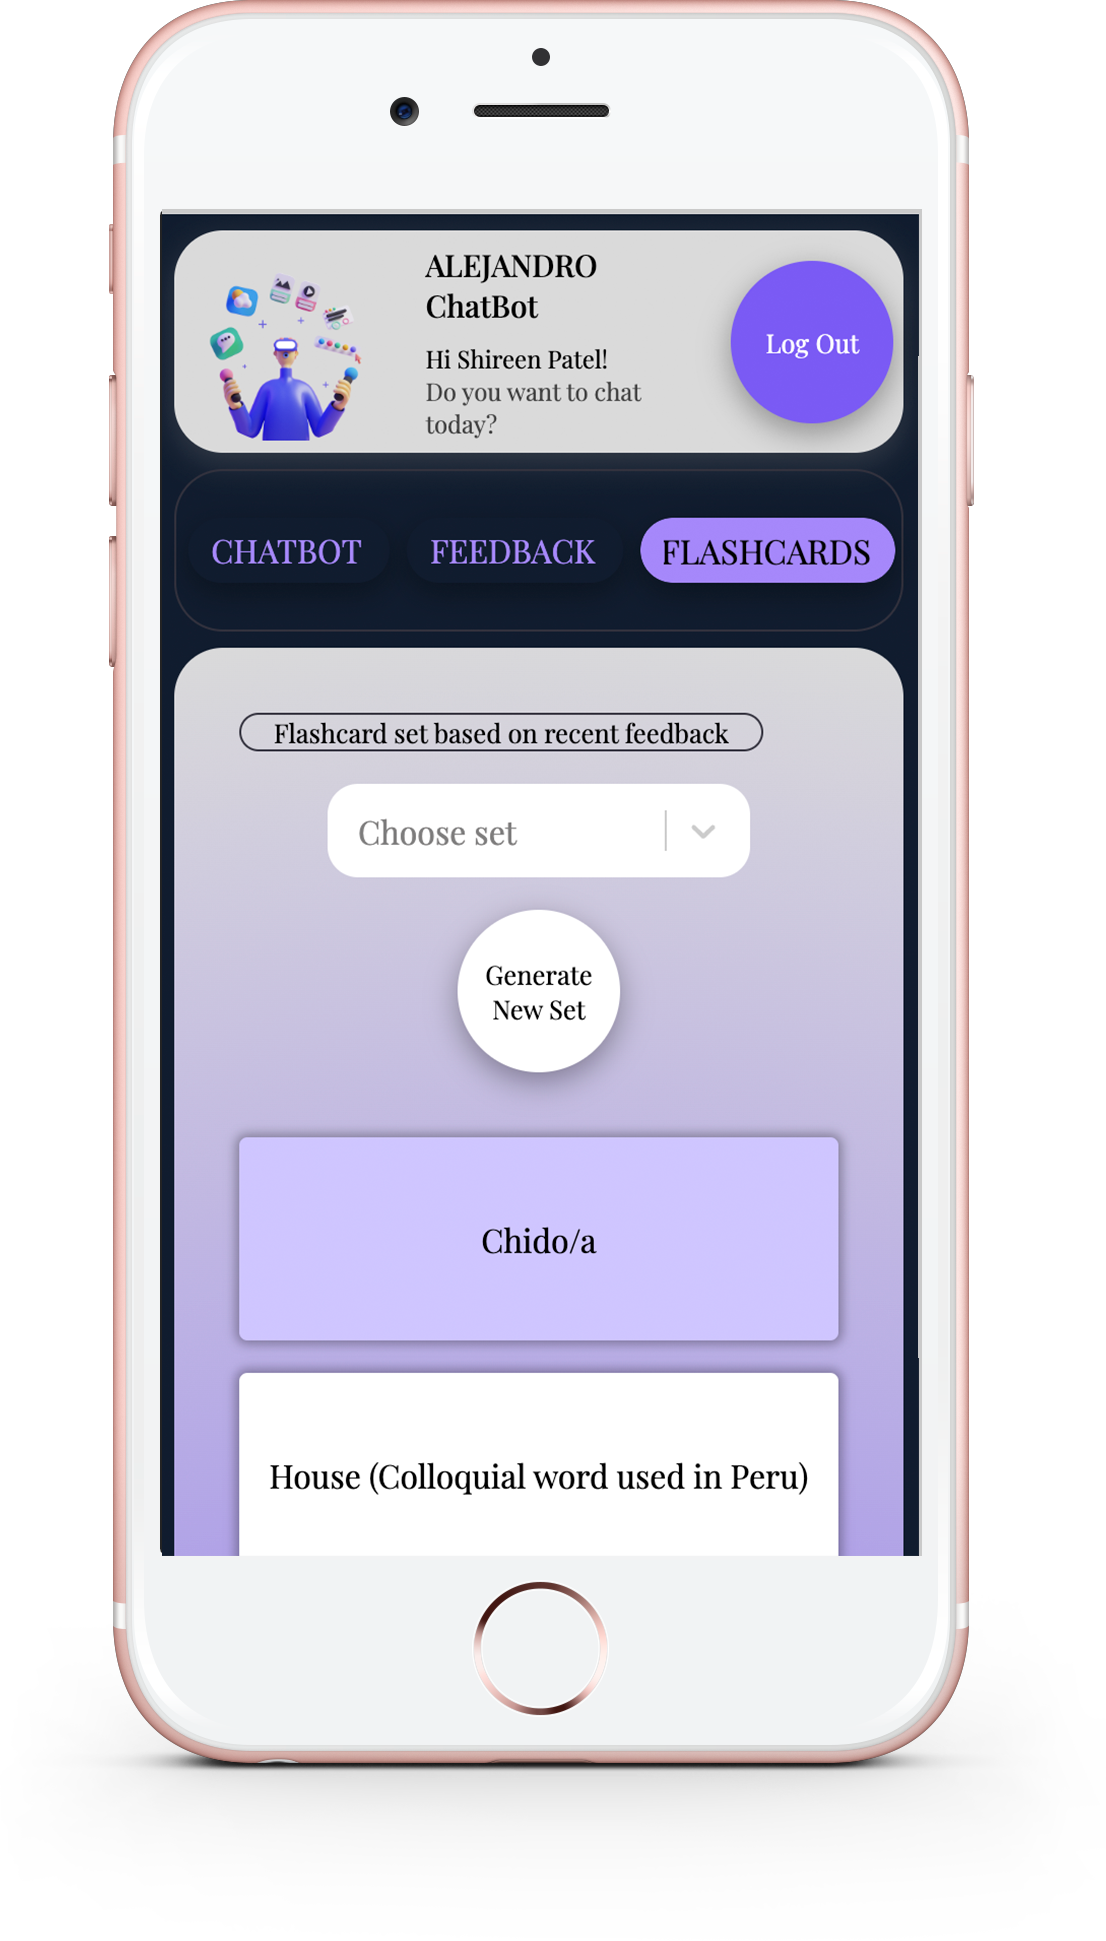 ALEJANDRO
ChatBot
Hi Shireen Patel!
Do you want to chat
today?
Log Out
CHATBOT
FEEDBACK
FLASHCARDS
Flashcard set based on recent feedback
Choose set
Generate
New Set
Chido/a
House (Colloquial word used in Peru)